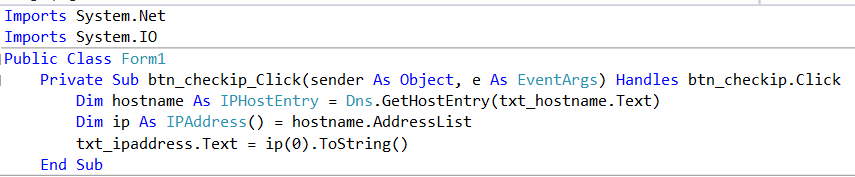 Imports System.Net
Imports System.IO
Public Class Form1
Private Sub btn_checkip_Click(sender As Object, e As EventArgs) Handles btn_checkip.Click
Dim hostname As IPHostEntry = Dns.GetHostEntry(txt_hostname.Text)
Dim ip As IPAddress() = hostname.AddressList
txt_ipaddress.Text = ip(0).ToString()
End Sub